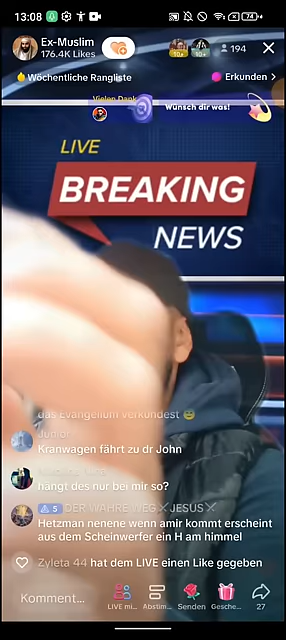 13:08
74
Ex-Muslim
176.4K Likes
10+
10+
194
Wöchentliche Rangliste
Erkunden >
Vielen Dank
Wünsch dir was!
LIVE
BREAKING
NEWS
das Evangelium verkündest 😊
Junior
Kranwagen fährt zu dr John
hängt des nur bei mir so?
5 DER WAHRE WEG⚔JESUS⚔
Hetzman nenene wenn amir kommt erscheint
aus dem Scheinwerfer ein H am himmel
Zyleta 44 hat dem LIVE einen Like gegeben
Komment...
LIVE mi...
Abstim...
Senden
Gesche...
27